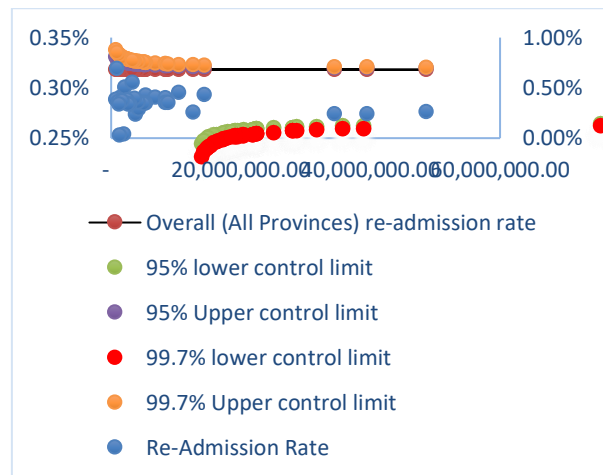 0.35% 1.00%
0.30% 0.50%
0.25% 0.00%
- 20,000,000.00 40,000,000.00 60,000,000.00
Overall (All Provinces) re-admission rate
95% lower control limit
95% Upper control limit
99.7% lower control limit
99.7% Upper control limit
Re-Admission Rate